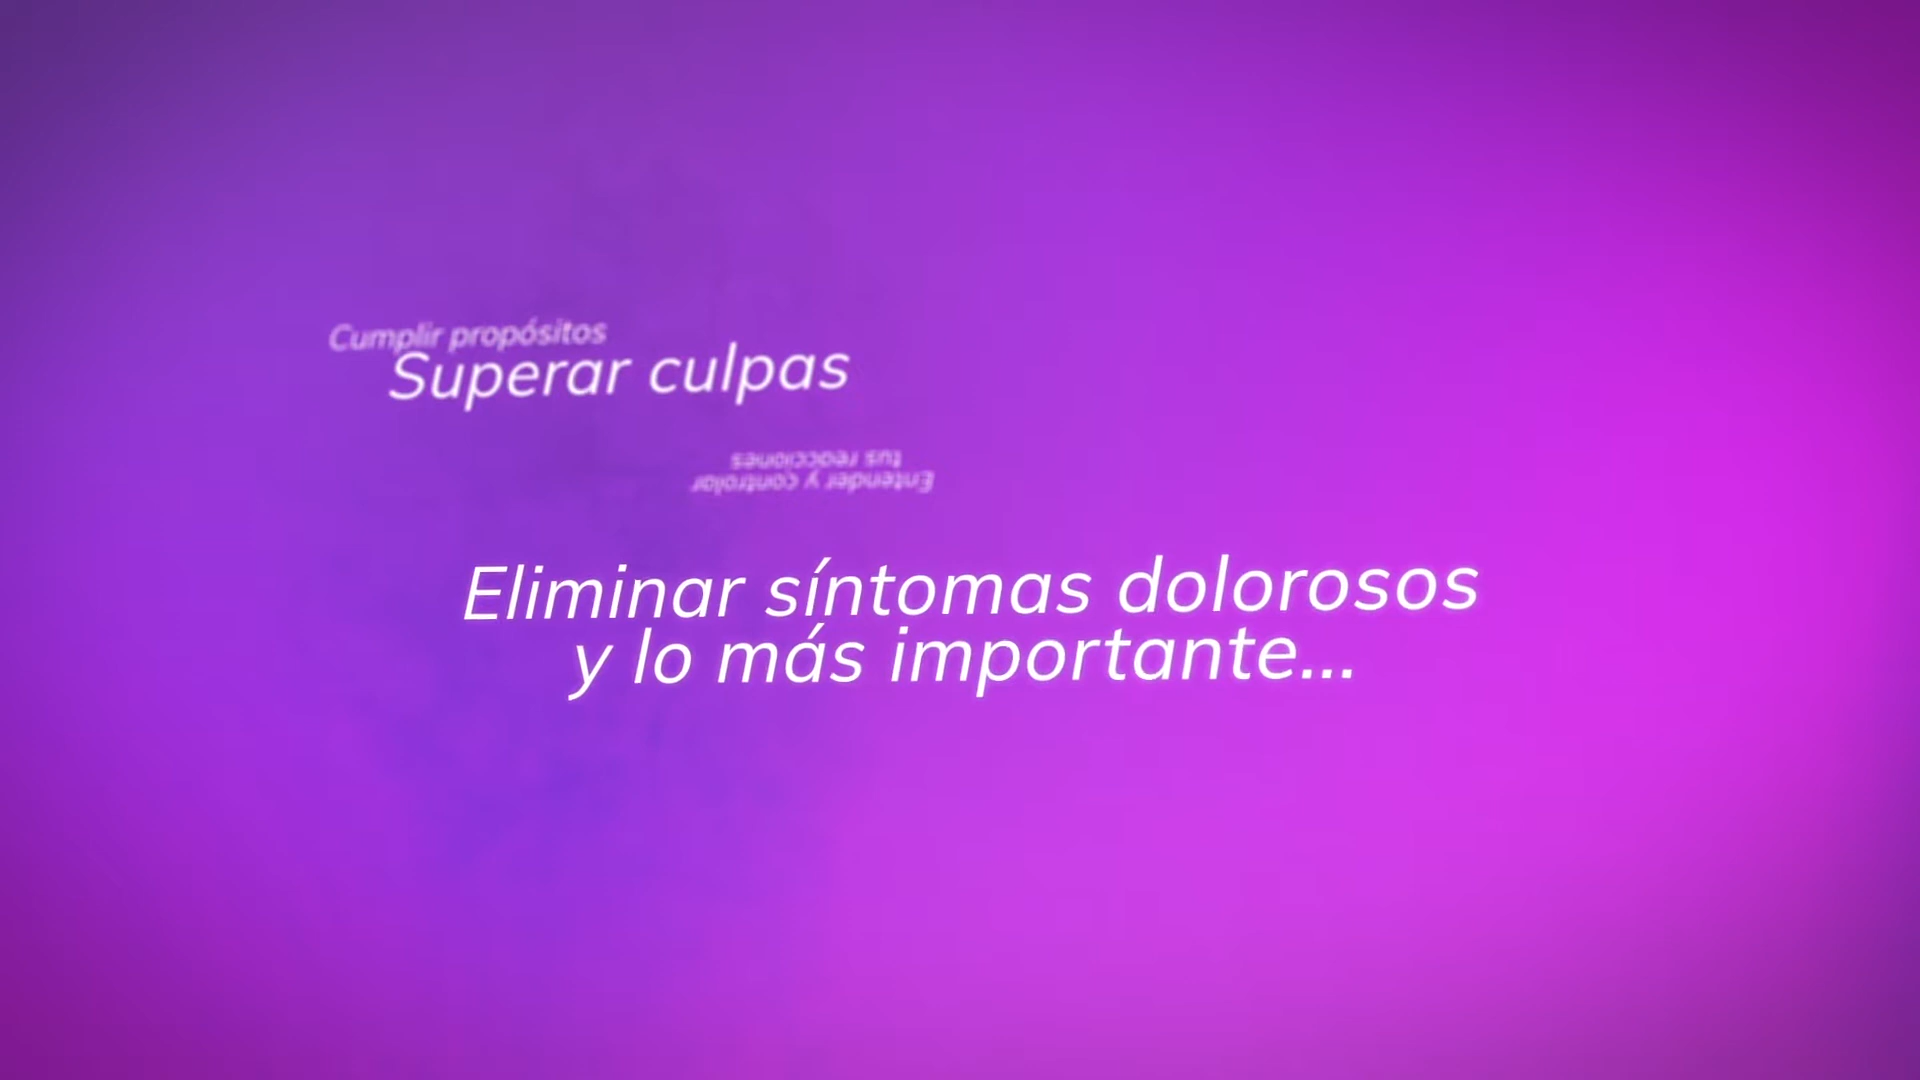 Cumplir propósitos
Superar culpas
Entender y controlar
tus reacciones
Eliminar síntomas dolorosos
y lo más importante...